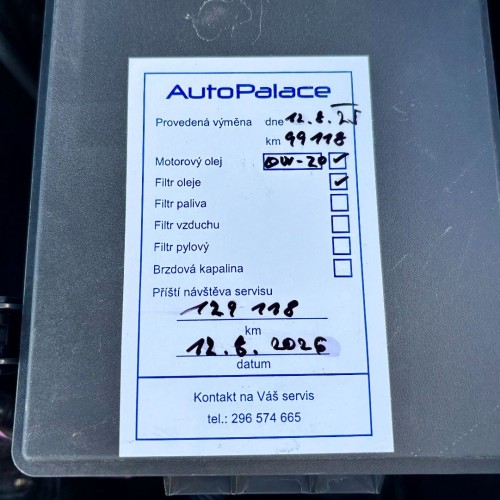 AutoPalace
Provedená výměna dne 12.8.25
km 99118
Motorový olej 0W-20 ✓
Filtr oleje ✓
Filtr paliva
Filtr vzduchu
Filtr pylový
Brzdová kapalina
Příští návštěva servisu
129 118
km
12.8.2026
datum
Kontakt na Váš servis
tel.: 296 574 665